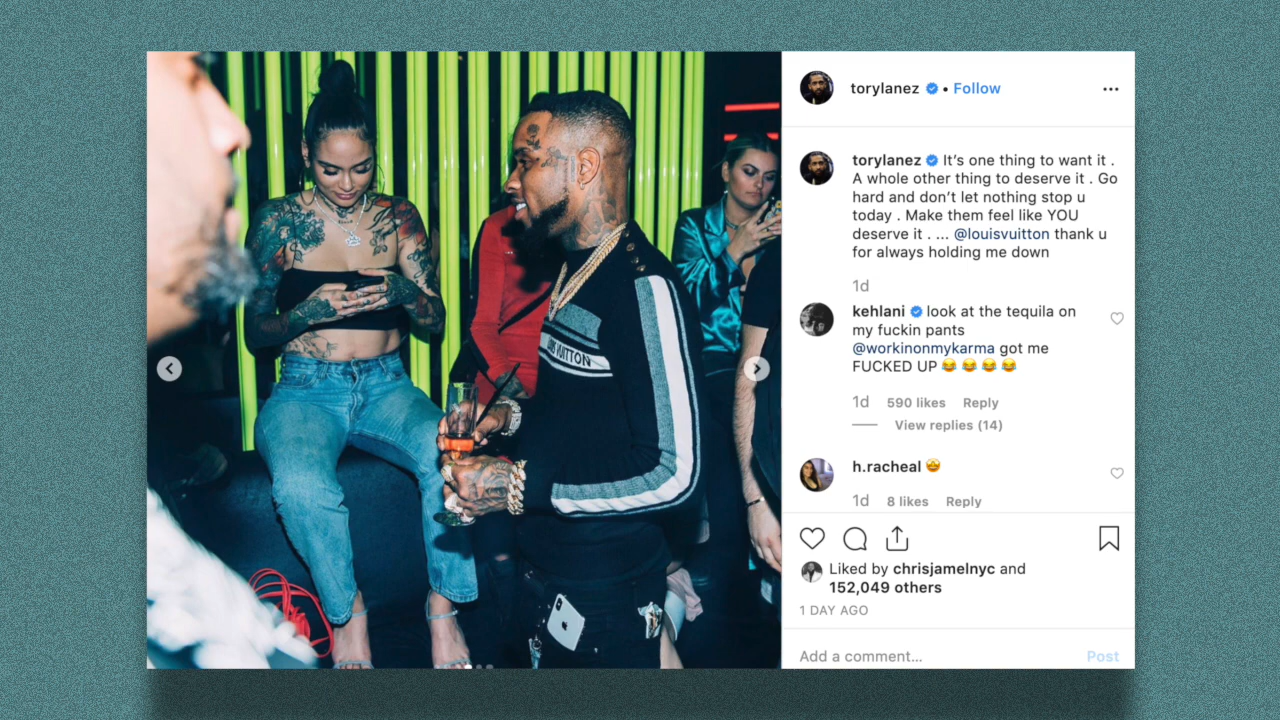 torylanez • Follow
torylanez It’s one thing to want it .
A whole other thing to deserve it . Go
hard and don’t let nothing stop u
today . Make them feel like YOU
deserve it . ... @louisvuitton thank u
for always holding me down
1d
kehlani look at the tequila on
my fuckin pants
@workinonmykarma got me
FUCKED UP 😂 😂 😂 😂
1d 590 likes Reply
View replies (14)
h.racheal 🤩
1d 8 likes Reply
Liked by chrisjamelnyc and
152,049 others
1 DAY AGO
Add a comment... Post
LOUIS VUITTON